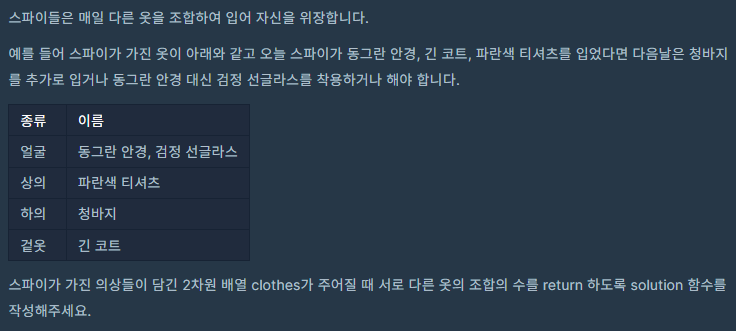 스파이들은 매일 다른 옷을 조합하여 입어 자신을 위장합니다.
예를 들어 스파이가 가진 옷이 아래와 같고 오늘 스파이가 동그란 안경, 긴 코트, 파란색 티셔츠를 입었다면 다음날은 청바지
를 추가로 입거나 동그란 안경 대신 검정 선글라스를 착용하거나 해야 합니다.
종류 이름
얼굴 동그란 안경, 검정 선글라스
상의 파란색 티셔츠
하의 청바지
겉옷 긴 코트
스파이가 가진 의상들이 담긴 2차원 배열 clothes가 주어질 때 서로 다른 옷의 조합의 수를 return 하도록 solution 함수를
작성해주세요.